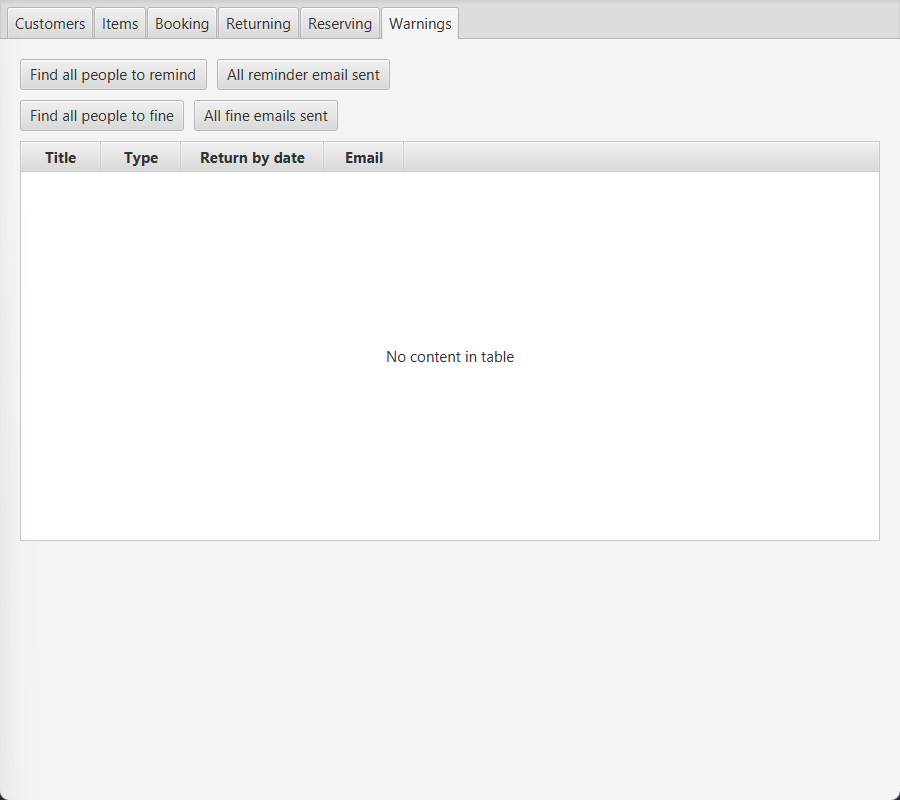 Customers Items Booking Returning Reserving Warnings
Find all people to remind All reminder email sent
Find all people to fine All fine emails sent
Title Type Return by date Email
No content in table